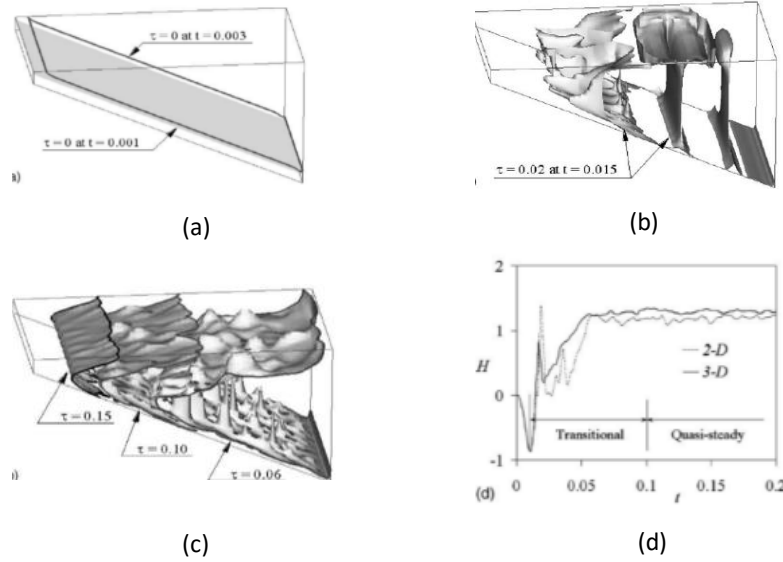 τ = 0 at t = 0.003
τ = 0 at t = 0.001
a)
(a)
τ = 0.02 at t = 0.015
(b)
τ = 0.15
τ = 0.10
τ = 0.06
(c)
2
1
H
0
-1
2-D
3-D
Transitional
Quasi-steady
0
0.05
0.1
0.15
0.2
t
(d)
(d)